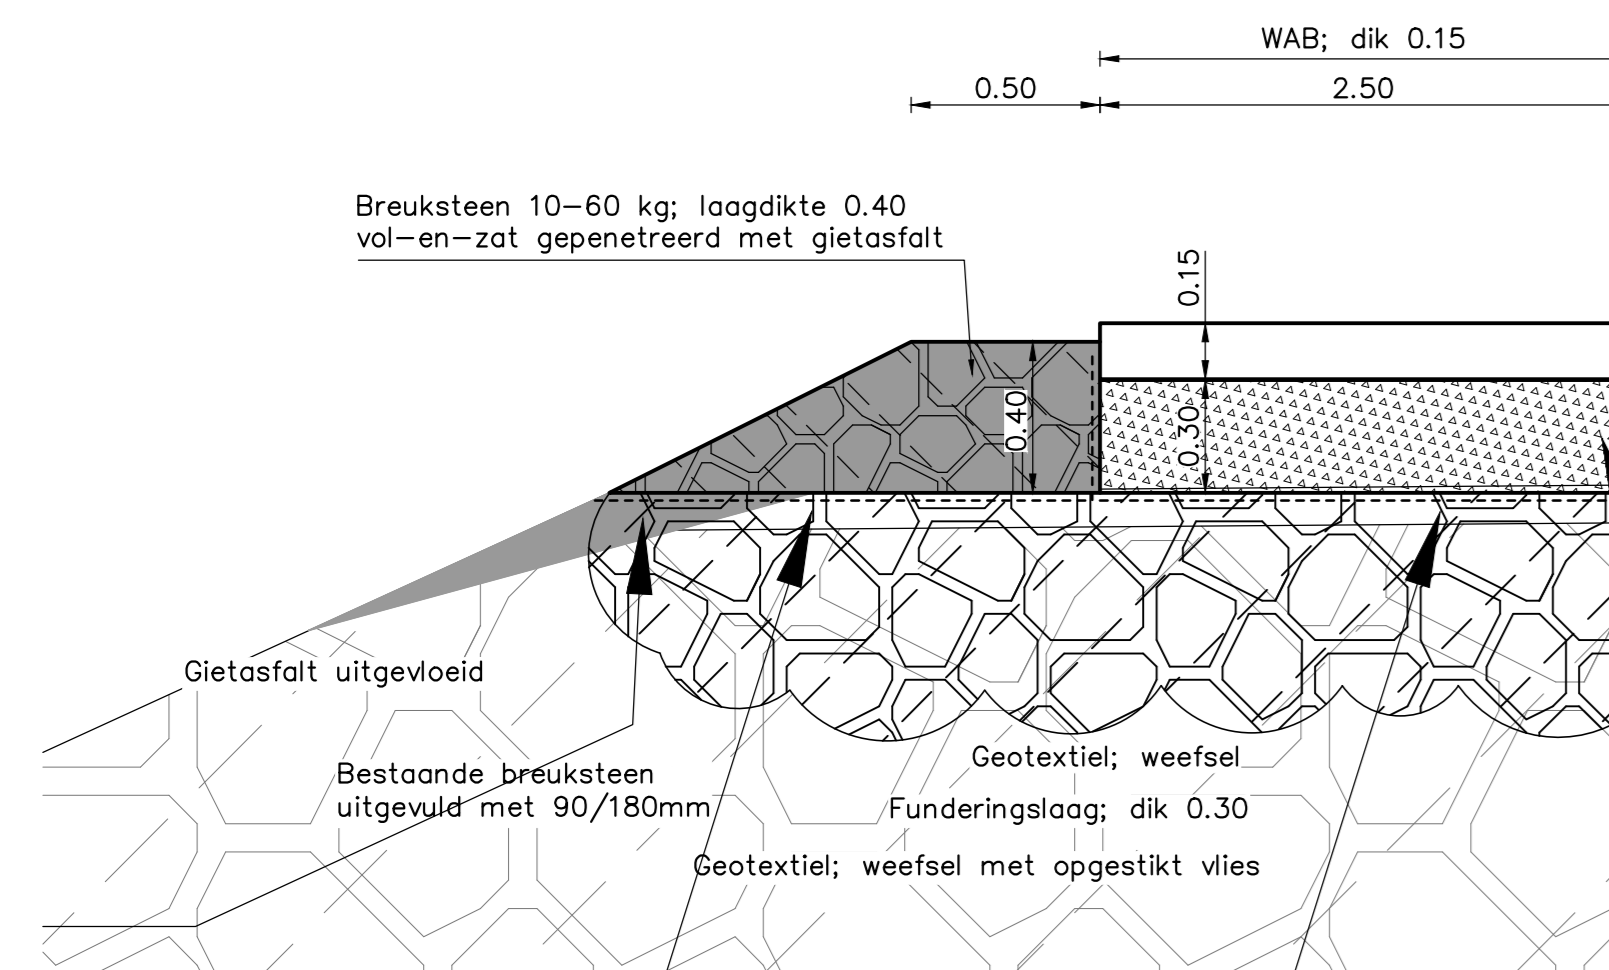 WAB; dik 0.15
0.50
2.50
Breuksteen 10-60 kg; laagdikte 0.40
vol-en-zat gepenetreerd met gietasfalt
0.15
0.40
0.30
Gietasfalt uitgevloeid
Geotextiel; weefsel
Bestaande breuksteen
uitgevuld met 90/180mm
Funderingslaag; dik 0.30
Geotextiel; weefsel met opgestikt vlies